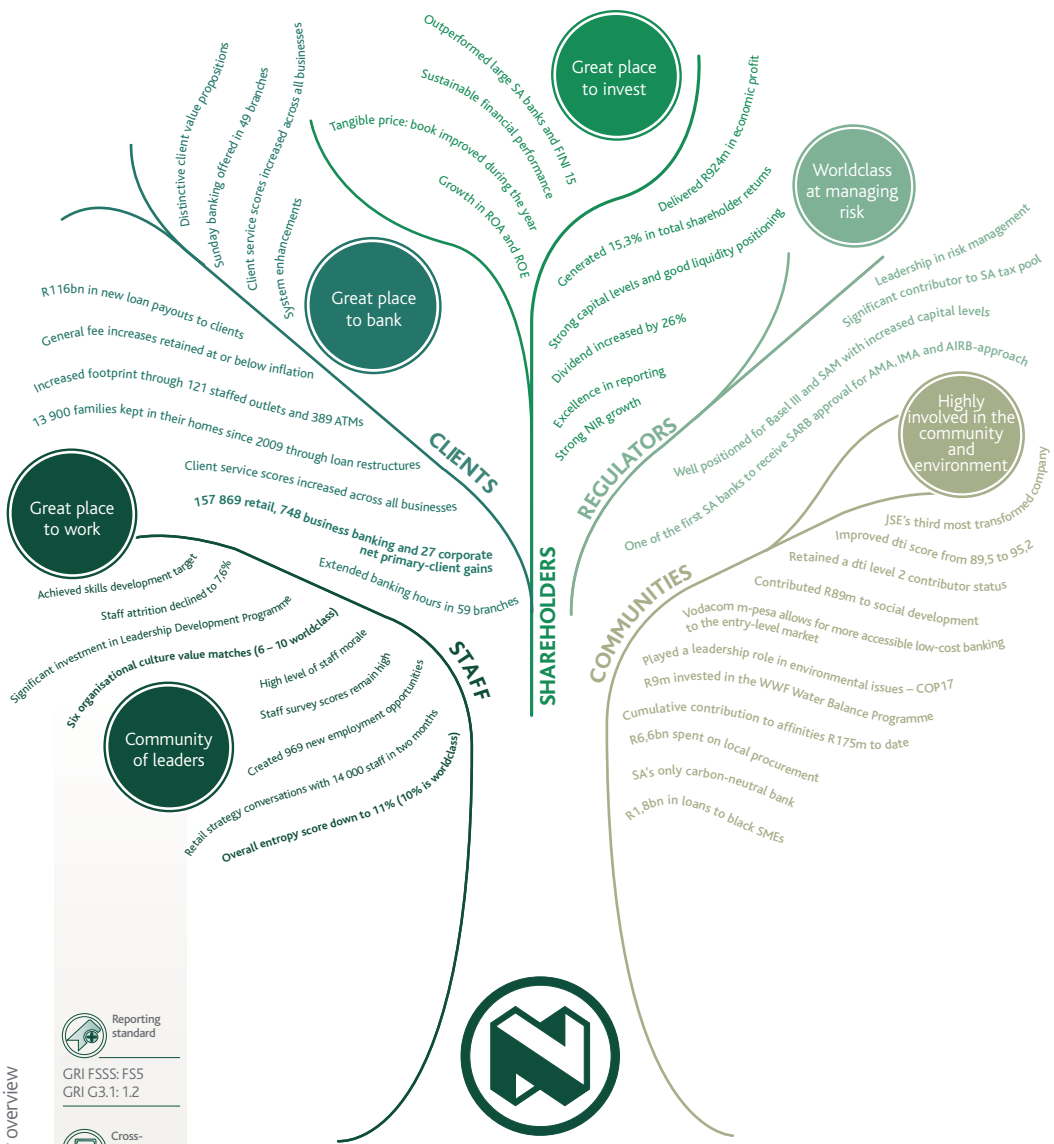 Great place
to invest
Outperformed large SA banks and FINI 15
Sustainable financial performance
Tangible price: book improved during the year
Growth in ROA and ROE
Delivered R924m in economic profit
Generated 15,3% in total shareholder returns
Strong capital levels and good liquidity positioning
Dividend increased by 26%
Excellence in reporting
Strong NIR growth
SHAREHOLDERS
Great place
to bank
Distinctive client value propositions
Sunday banking offered in 49 branches
Client service scores increased across all businesses
System enhancements
R116bn in new loan payouts to clients
General fee increases retained at or below inflation
Increased footprint through 121 staffed outlets and 389 ATMs
13 900 families kept in their homes since 2009 through loan restructures
Client service scores increased across all businesses
157 869 retail, 748 business banking and 27 corporate
net primary-client gains
Extended banking hours in 59 branches
CLIENTS
Worldclass
at managing
risk
Leadership in risk management
Significant contributor to SA tax pool
Well positioned for Basel III and SAM with increased capital levels
One of the first SA banks to receive SARB approval for AMA, IMA and AIRB-approach
REGULATORS
Highly
involved in the
community
and
environment
JSE's third most transformed company
Improved dti score from 89,5 to 95,2
Retained a dti level 2 contributor status
Contributed R89m to social development
Vodacom m-pesa allows for more accessible low-cost banking
to the entry-level market
Played a leadership role in environmental issues – COP17
R9m invested in the WWF Water Balance Programme
Cumulative contribution to affinities R175m to date
R6,6bn spent on local procurement
SA's only carbon-neutral bank
R1,8bn in loans to black SMEs
COMMUNITIES
Great place
to work
Achieved skills development target
Staff attrition declined to 7,6%
Significant investment in Leadership Development Programme
Six organisational culture value matches (6 – 10 worldclass)
High level of staff morale
Staff survey scores remain high
Created 969 new employment opportunities
Retail strategy conversations with 14 000 staff in two months
Overall entropy score down to 11% (10% is worldclass)
STAFF
Community
of leaders
Reporting
standard
GRI FSSS: FS5
GRI G3.1: 1.2
Cross-
overview